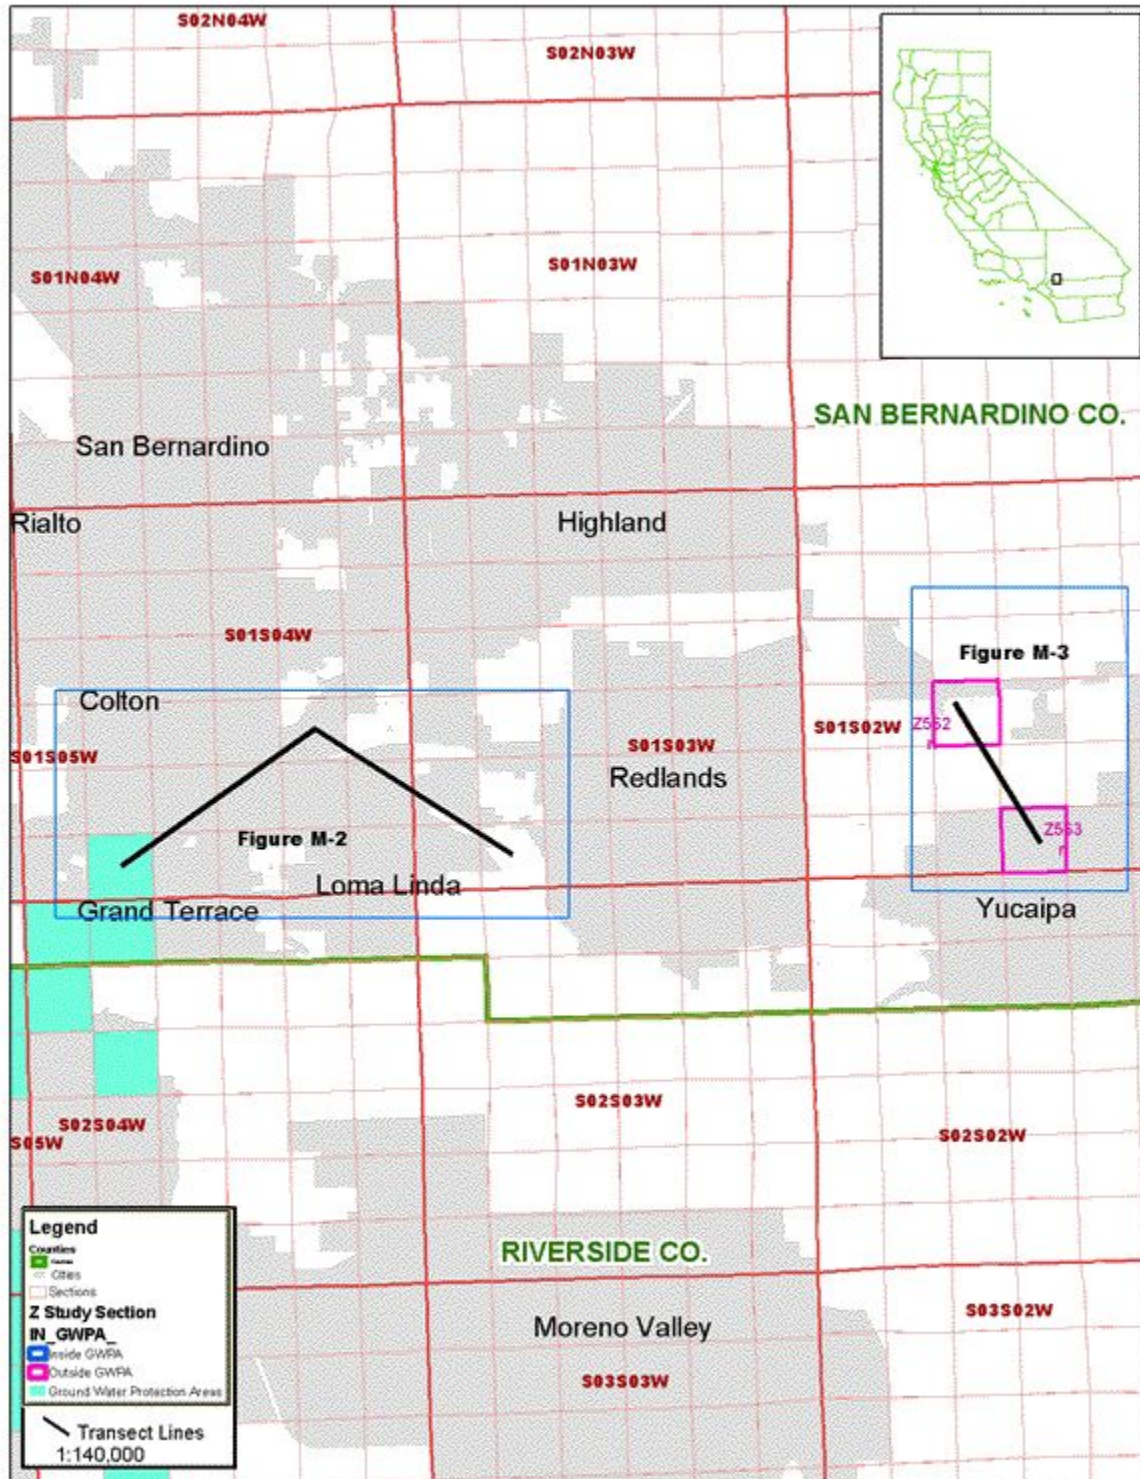 S02N04W
S02N03W
S01N04W
S01N03W
SAN BERNARDINO CO.
San Bernardino
Rialto
Highland
S01S04W
Figure M-3
Colton
S01S05W
S01S03W
S01S02W
Z552
Redlands
Figure M-2
Z553
Loma Linda
Grand Terrace
Yucaipa
S02S03W
S02S04W
S05W
S02S02W
RIVERSIDE CO.
S03S02W
Moreno Valley
S03S03W
Legend
Counties
Cities
Sections
Z Study Section
IN_GWPA_
Inside GWPA
Outside GWPA
Ground Water Protection Areas
Transect Lines
1:140,000